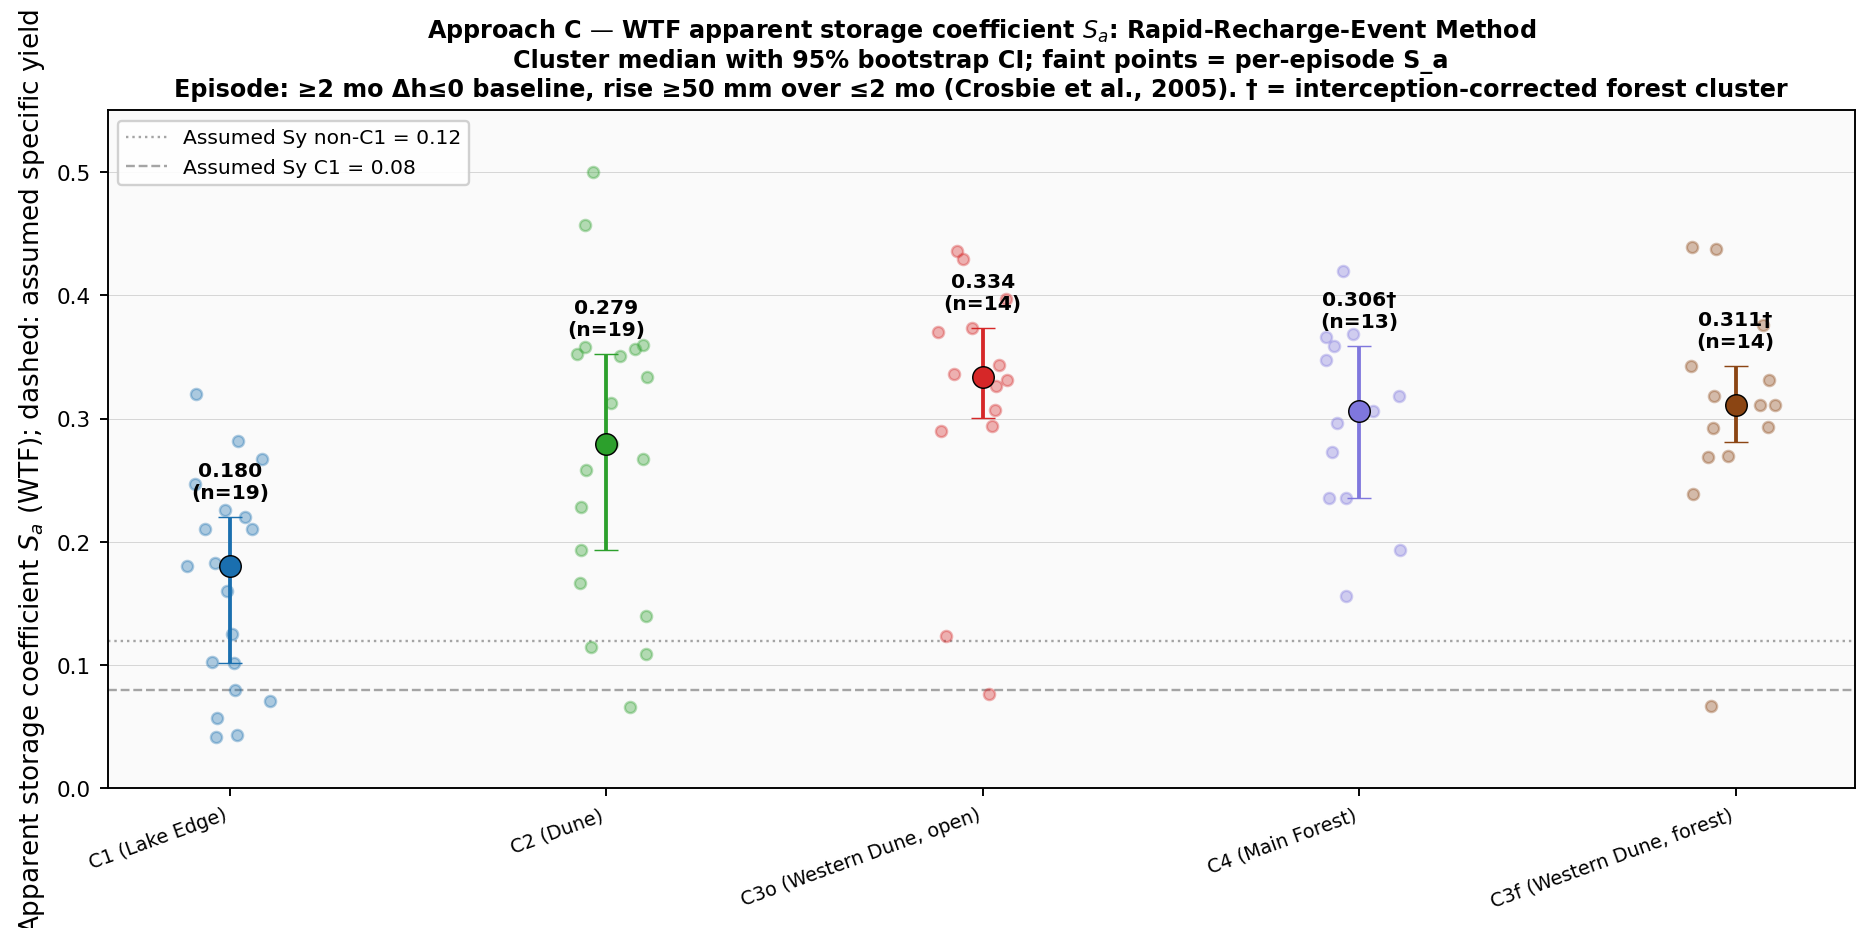 Approach C — WTF apparent storage coefficient Sₐ: Rapid-Recharge-Event Method
Cluster median with 95% bootstrap CI; faint points = per-episode S_a
Episode: ≥2 mo Δh≤0 baseline, rise ≥50 mm over ≤2 mo (Crosbie et al., 2005). † = interception-corrected forest cluster
Apparent storage coefficient Sₐ (WTF); dashed: assumed specific yield
Assumed Sy non-C1 = 0.12
Assumed Sy C1 = 0.08
0.5
0.4
0.3
0.2
0.1
0.0
0.180
(n=19)
0.279
(n=19)
0.334
(n=14)
0.306†
(n=13)
0.311†
(n=14)
C1 (Lake Edge)
C2 (Dune)
C3o (Western Dune, open)
C4 (Main Forest)
C3f (Western Dune, forest)